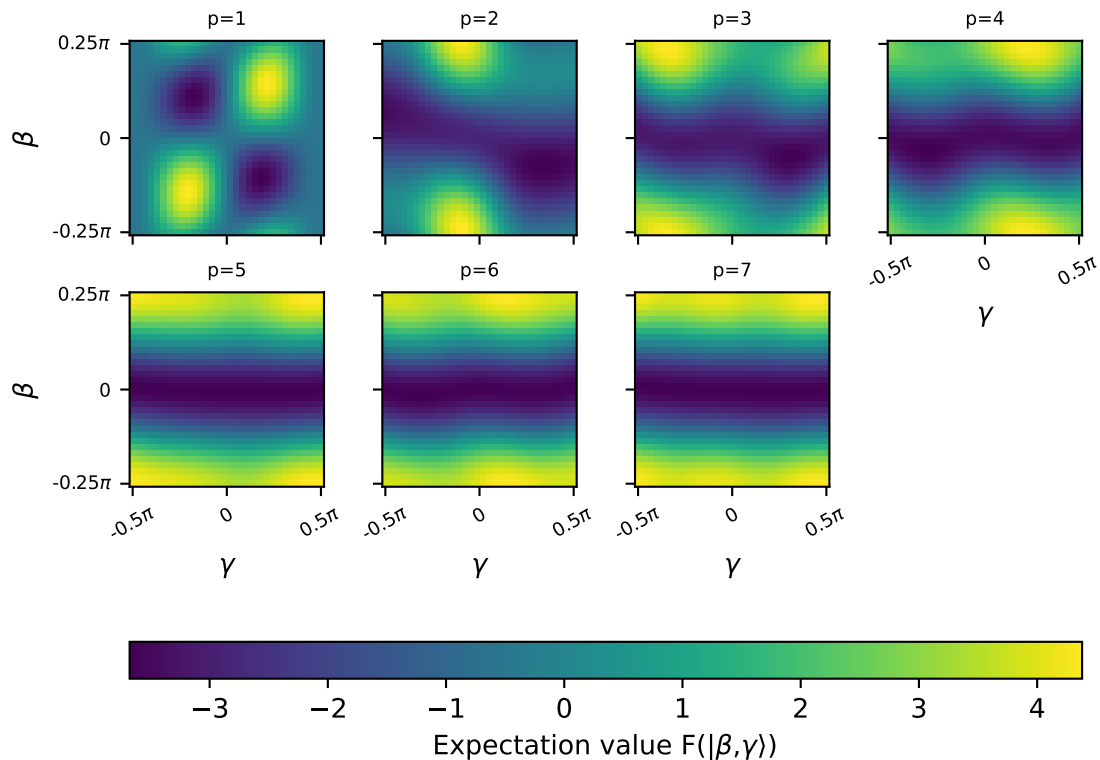 p=1 p=2 p=3 p=4
0.25π
β
0
-0.25π
-0.5π 0 0.5π
γ
p=5 p=6 p=7
0.25π
β
0
-0.25π
-0.5π 0 0.5π -0.5π 0 0.5π -0.5π 0 0.5π
γ γ γ
−3 −2 −1 0 1 2 3 4
Expectation value F(|β,γ⟩)